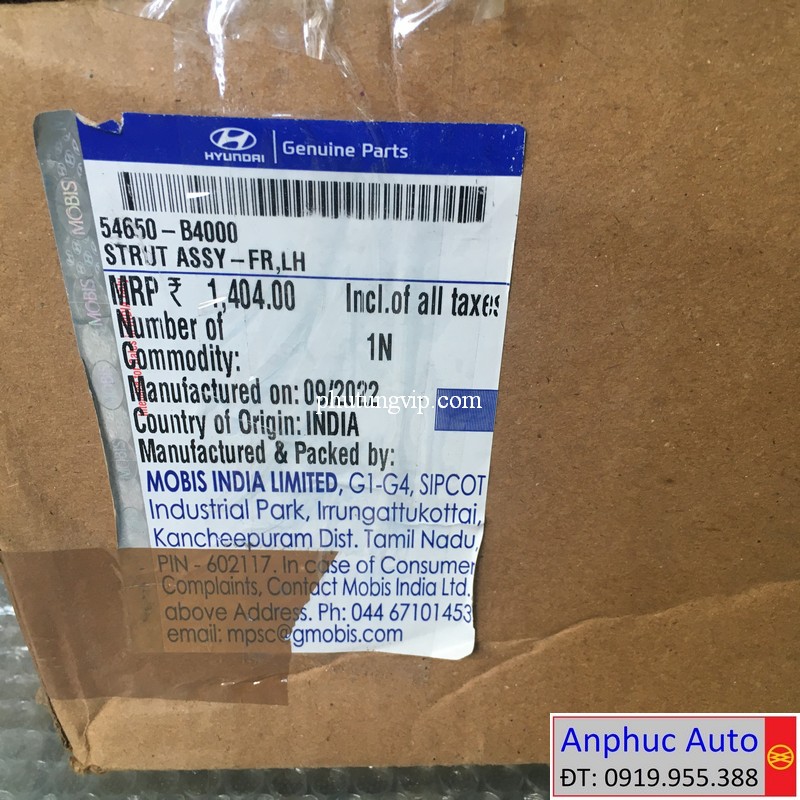 HYUNDAI | Genuine Parts
54650-B4000
STRUT ASSY-FR,LH
MRP ₹ 1,404.00 Incl.of all taxes
Number of
Commodity: 1N
Manufactured on: 09/2022
phutungvip.com
Country of Origin: INDIA
Manufactured & Packed by:
MOBIS INDIA LIMITED, G1-G4, SIPCOT
Industrial Park, Irrungattukottai,
Kancheepuram Dist. Tamil Nadu,
PIN - 602117. In case of Consumer
Complaints, Contact Mobis India Ltd.
above Address. Ph: 044 67101453
email: mpsc@gmobis.com
MOBIS
MOBIS
Anphuc Auto
ĐT: 0919.955.388